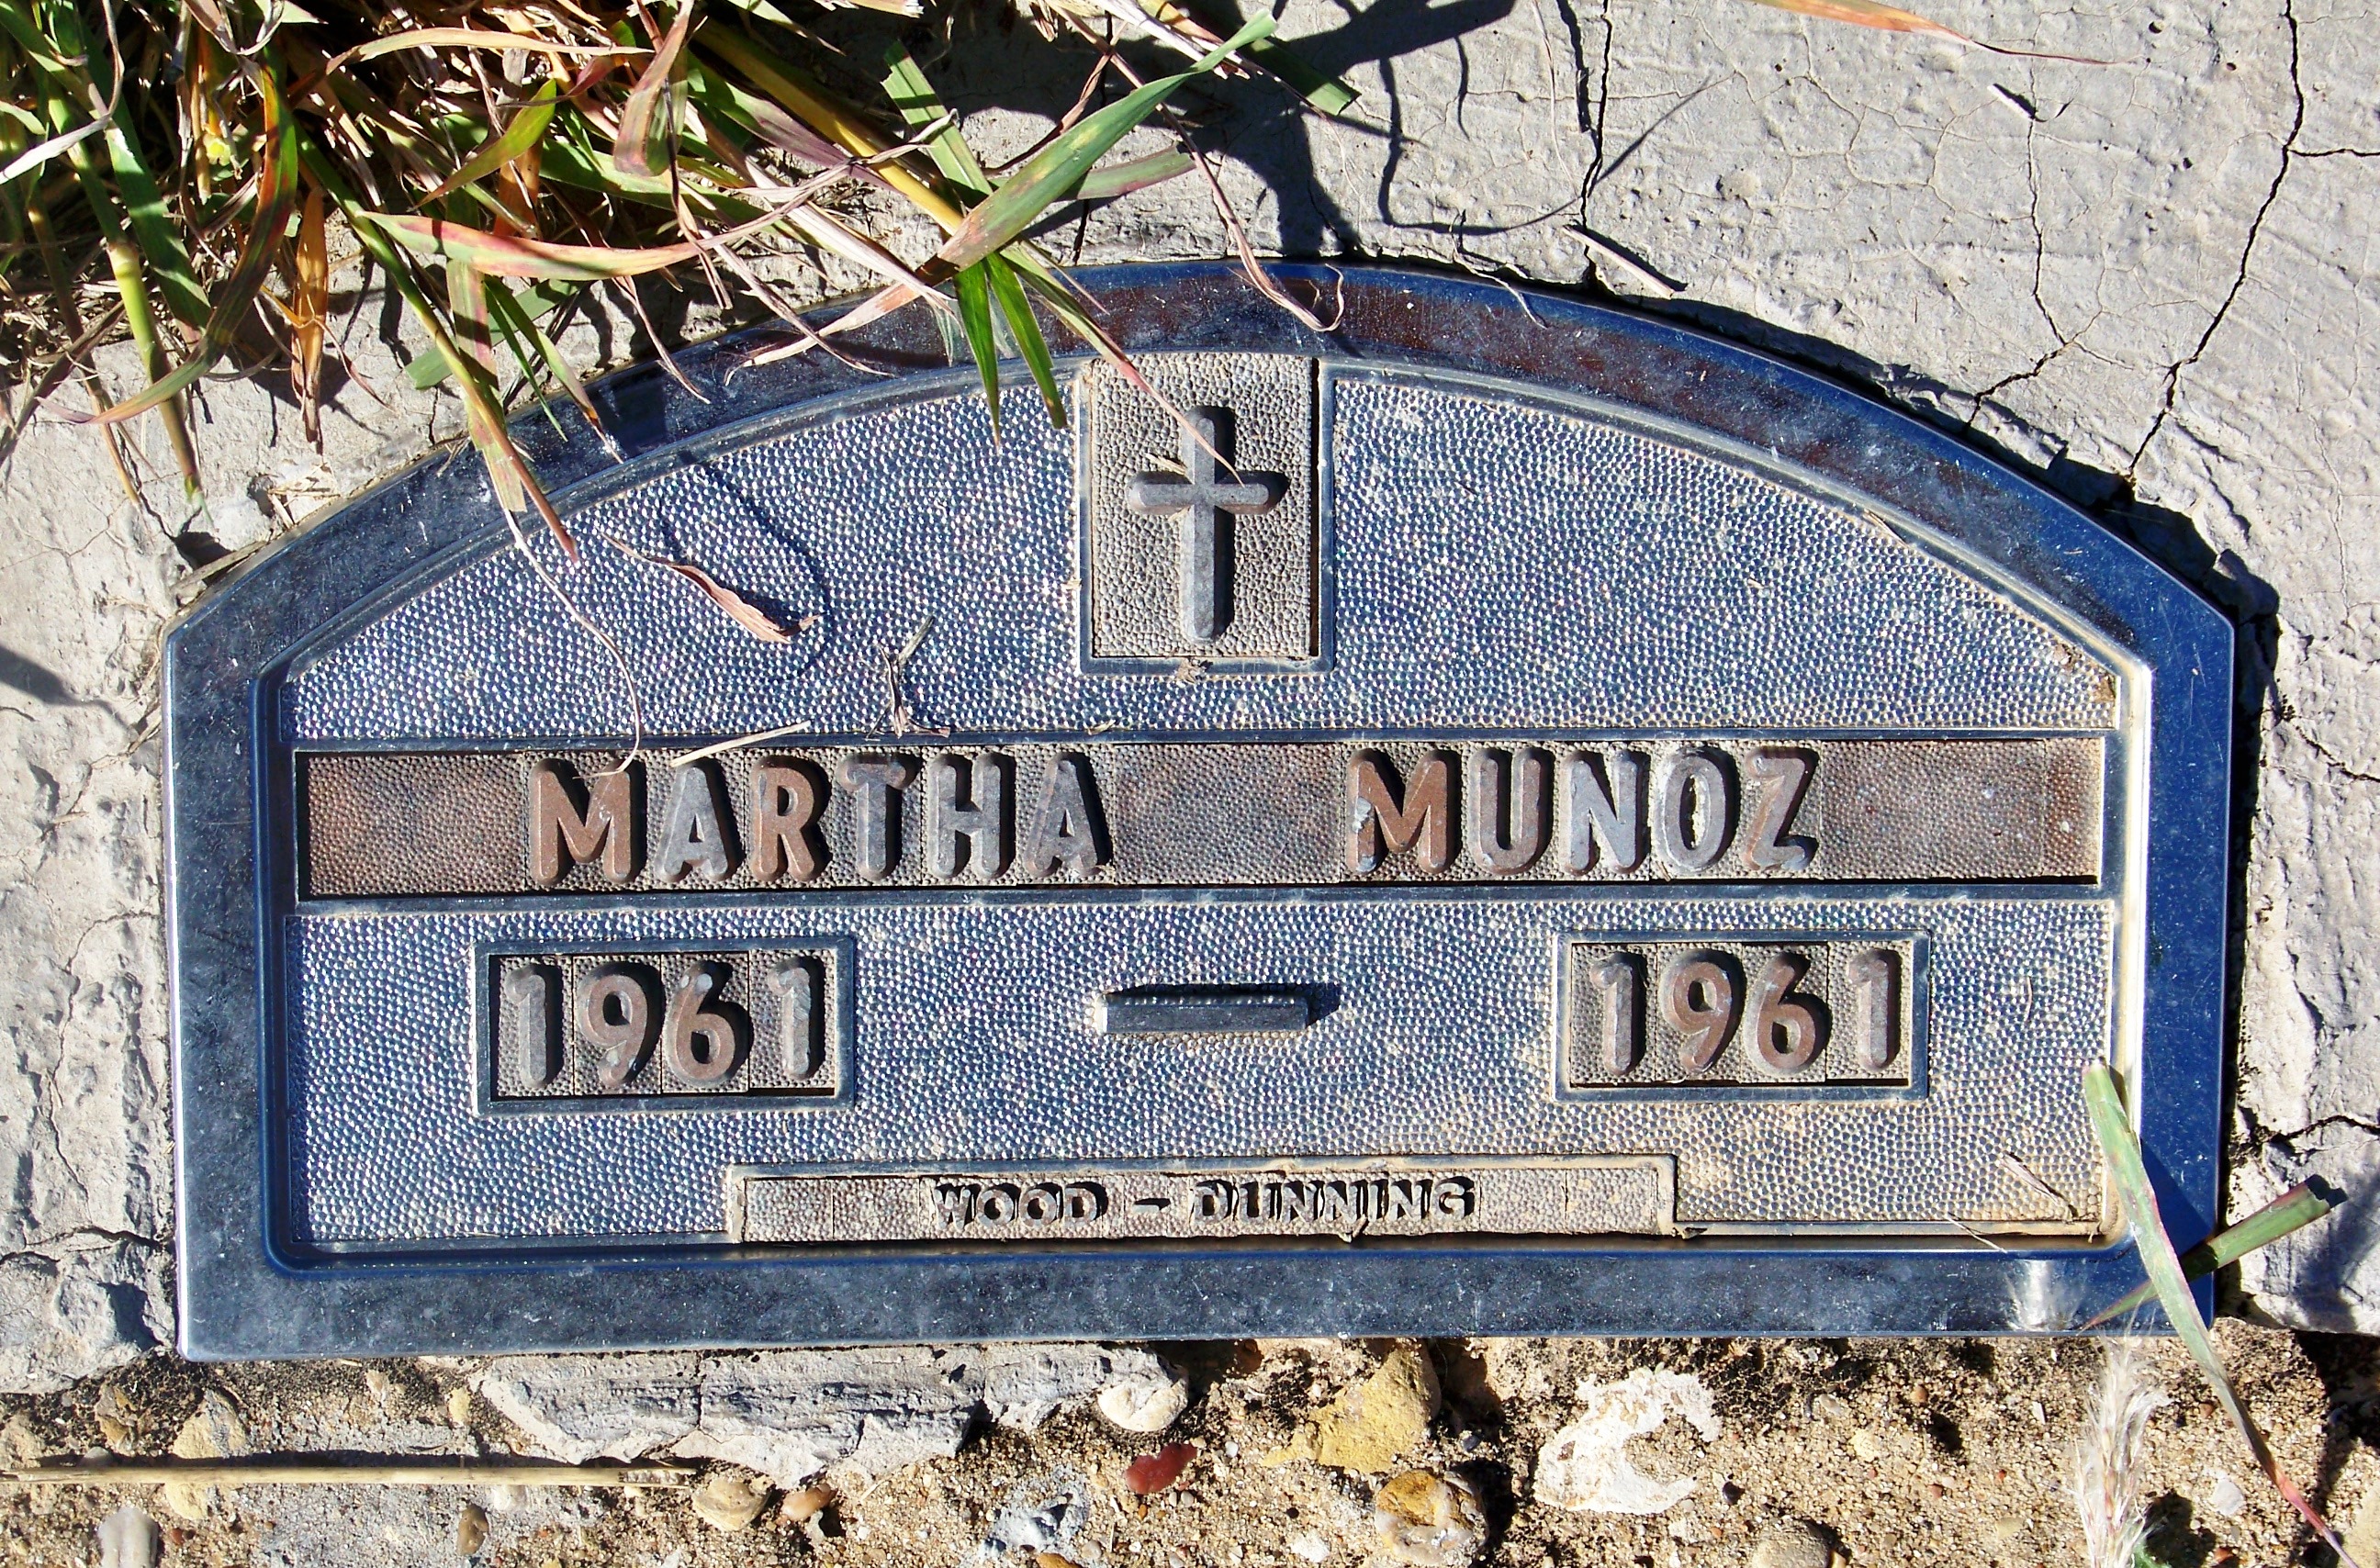 MARTHA MUNOZ
1961 — 1961
WOOD - DUNNING